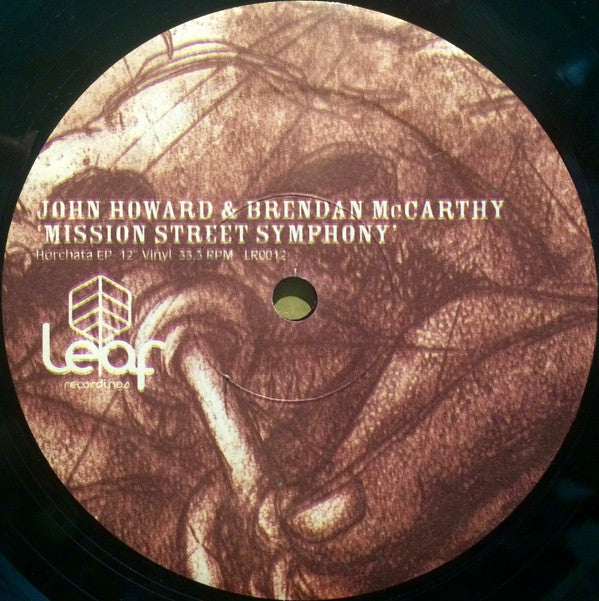 JOHN HOWARD & BRENDAN McCARTHY
'MISSION STREET SYMPHONY'
Horchata EP 12" Vinyl 33.3 RPM LR0012
Leaf
recordings